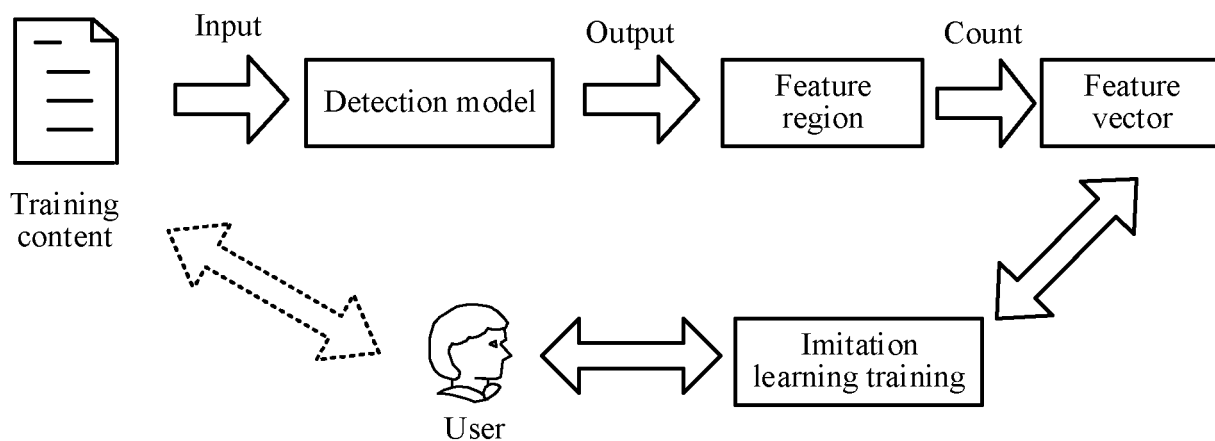 Input
Output
Count
Detection model
Feature
region
Feature
vector
Training
content
Imitation
learning training
User